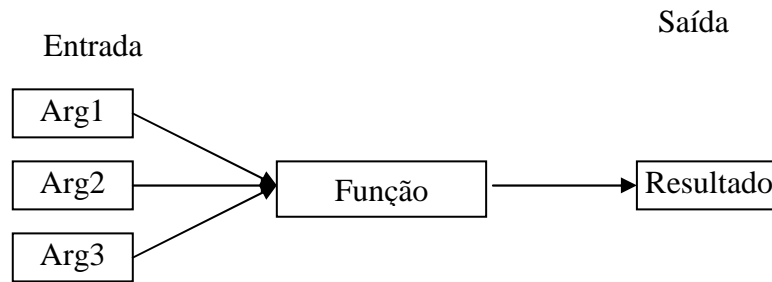 Saída
Entrada
Arg1
Arg2
Arg3
Função
Resultado